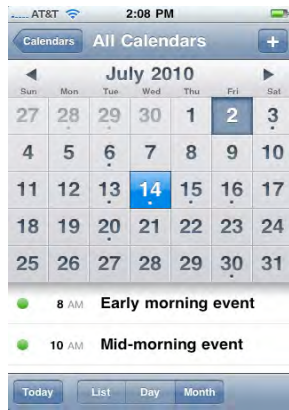 AT&T 2:08 PM
Calendars All Calendars +
July 2010
Sun Mon Tue Wed Thu Fri Sat
27 28 29 30 1 2 3
4 5 6 7 8 9 10
11 12 13 14 15 16 17
18 19 20 21 22 23 24
25 26 27 28 29 30 31
8 AM Early morning event
10 AM Mid-morning event
Today List Day Month